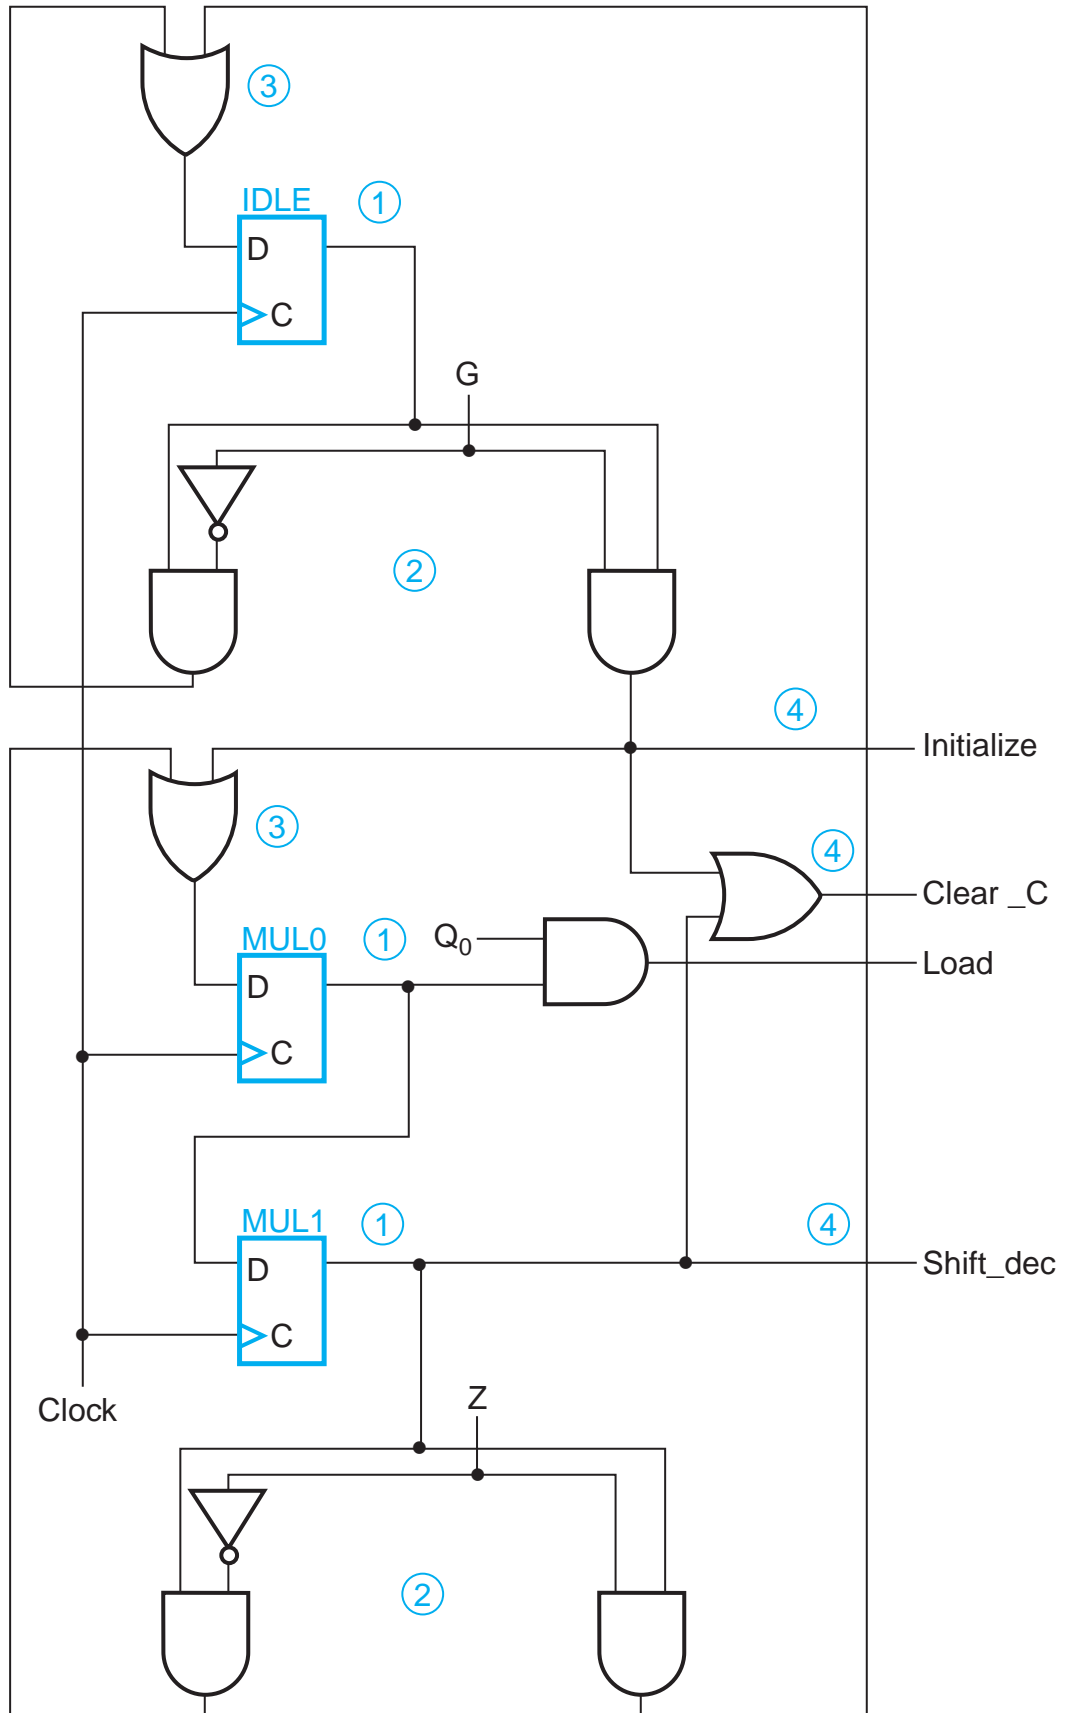 3
IDLE 1
D
C
G
2
4
Initialize
3
4
Clear _C
MUL0 1 Q0
Load
D
C
MUL1 1 4
D
Shift_dec
C
Z
Clock
2